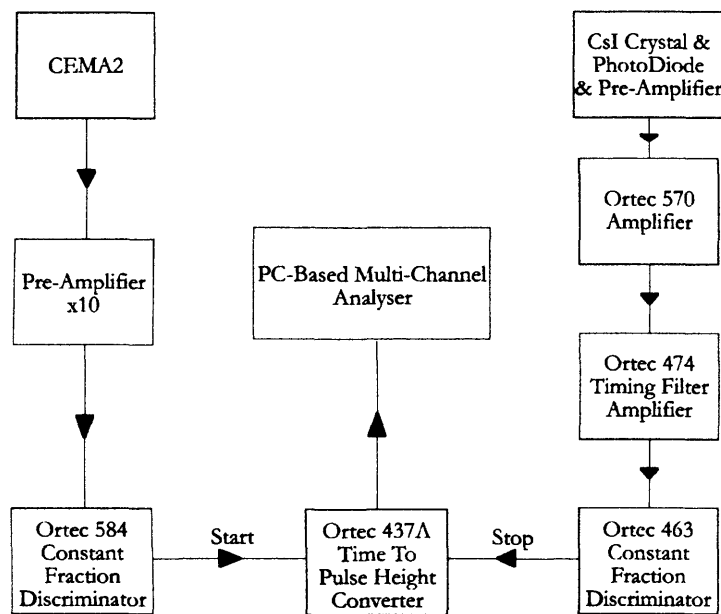 CEMA2
CsI Crystal &
PhotoDiode
& Pre-Amplifier
Ortec 570
Amplifier
Pre-Amplifier
x10
PC-Based Multi-Channel
Analyser
Ortec 474
Timing Filter
Amplifier
Ortec 584
Constant
Fraction
Discriminator
Start
Ortec 437A
Time To
Pulse Height
Converter
Stop
Ortec 463
Constant
Fraction
Discriminator